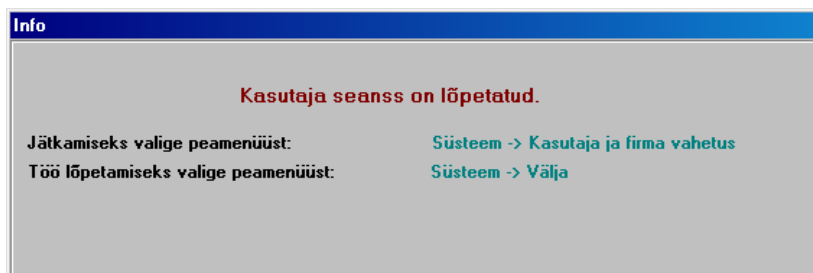 Info
Kasutaja seanss on lõpetatud.
Jätkamiseks valige peamenüüst: Süsteem -> Kasutaja ja firma vahetus
Töö lõpetamiseks valige peamenüüst: Süsteem -> Välja